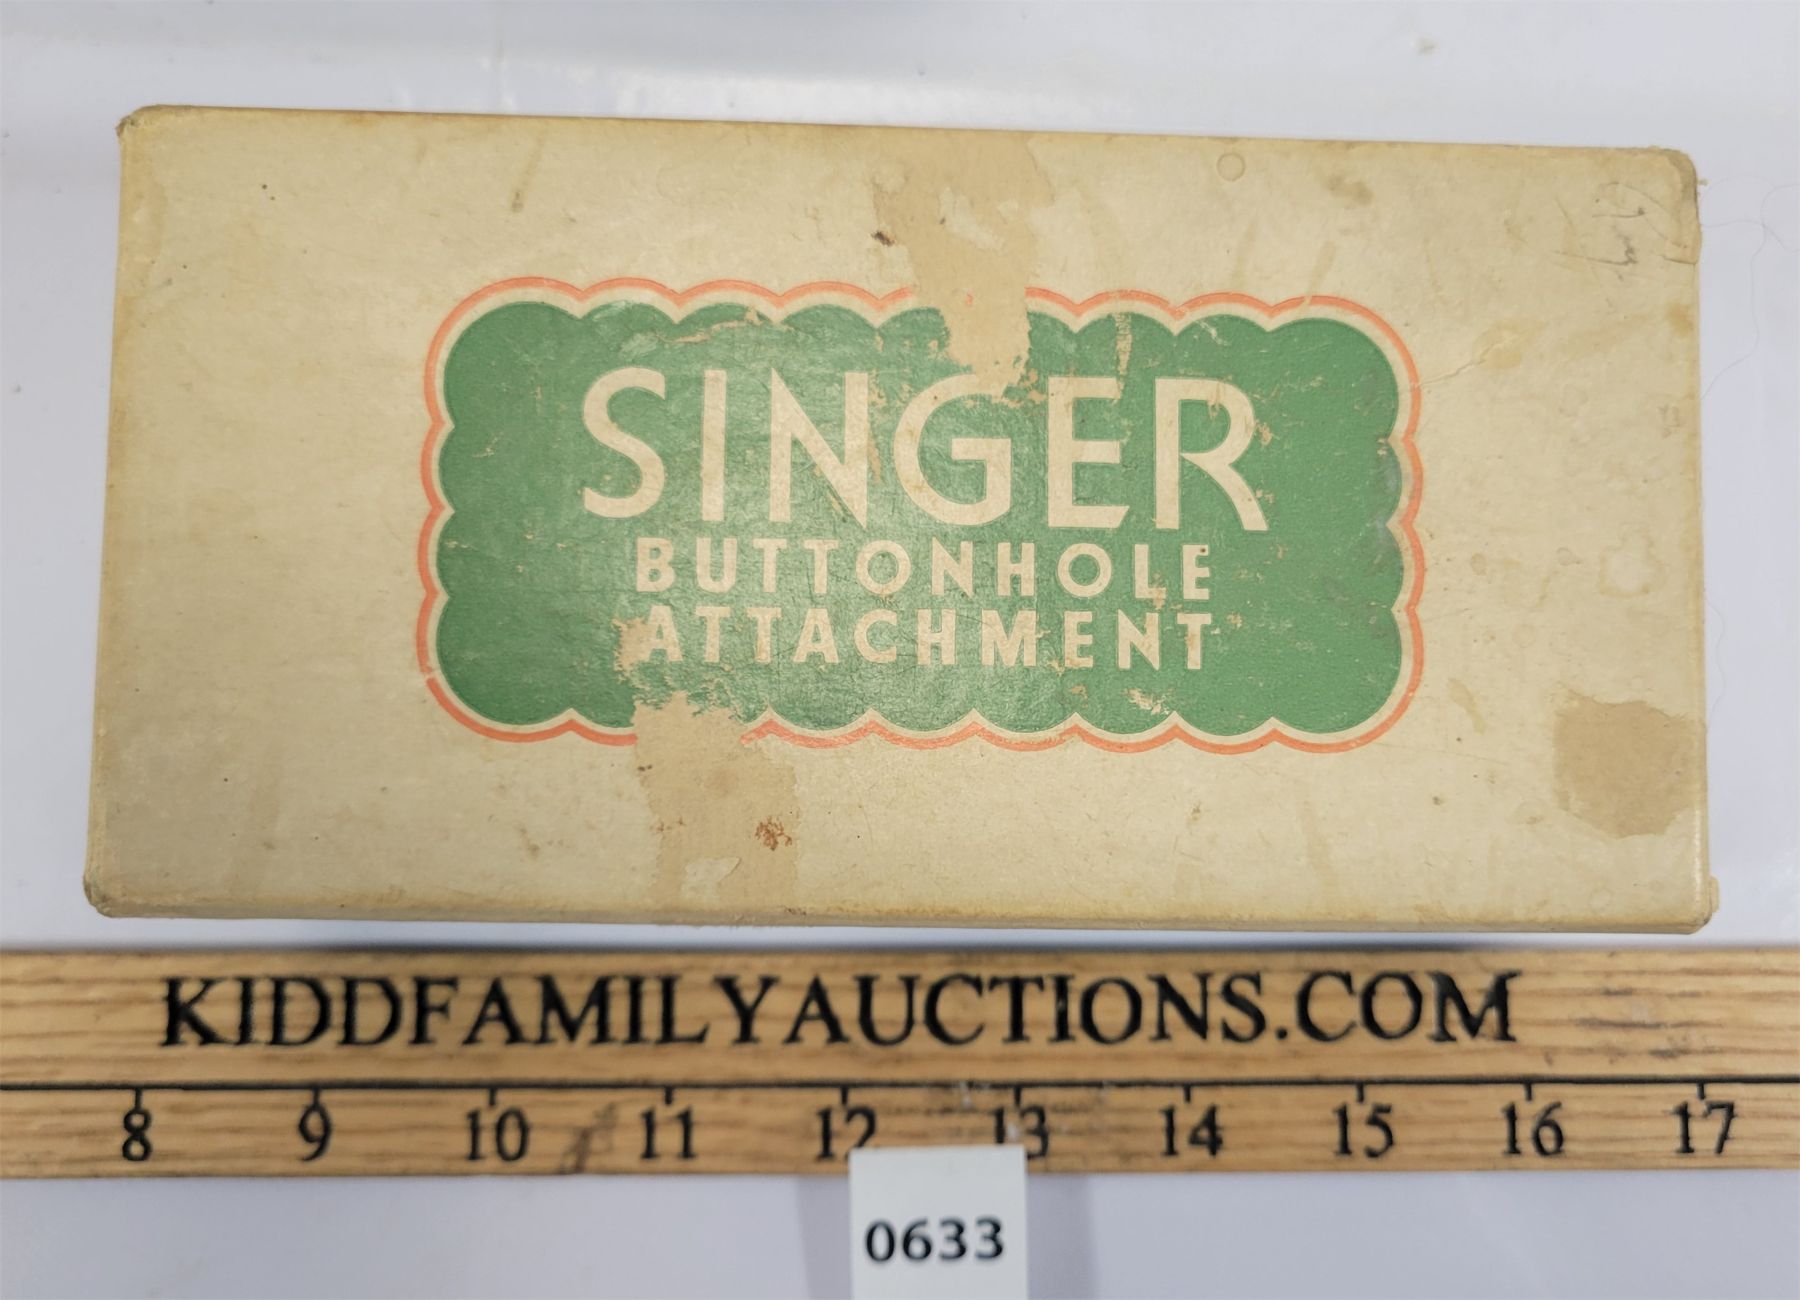 SINGER
BUTTONHOLE
ATTACHMENT
KIDDFAMILYAUCTIONS.COM
8 9 10 11 12 13 14 15 16 17
0633